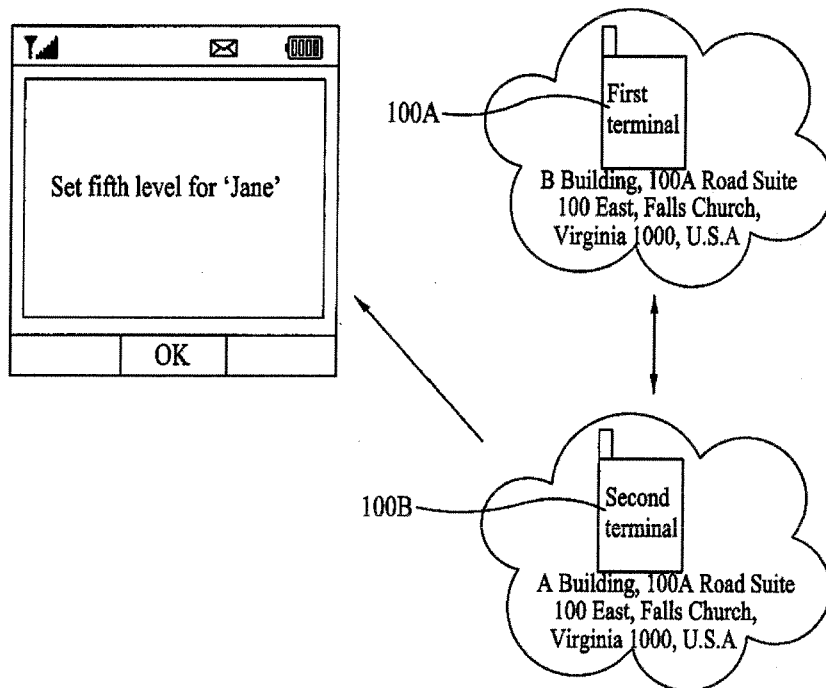 Set fifth level for ‘Jane’
OK
100A
First
terminal
B Building, 100A Road Suite
100 East, Falls Church,
Virginia 1000, U.S.A
100B
Second
terminal
A Building, 100A Road Suite
100 East, Falls Church,
Virginia 1000, U.S.A